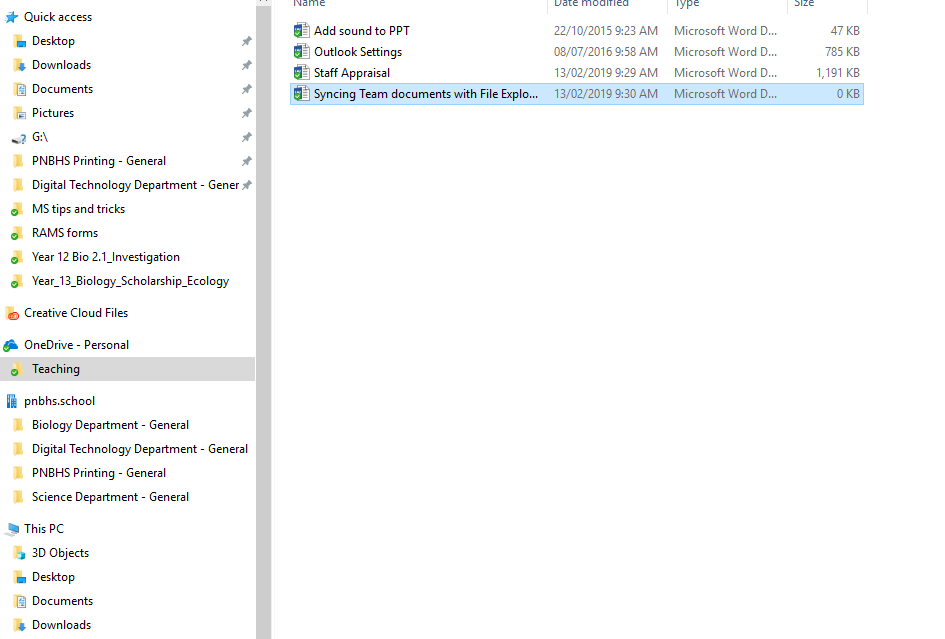 Quick access
Desktop
Downloads
Documents
Pictures
G:\
PNBHS Printing - General
Digital Technology Department - Gener
MS tips and tricks
RAMS forms
Year 12 Bio 2.1_Investigation
Year_13_Biology_Scholarship_Ecology
Creative Cloud Files
OneDrive - Personal
Teaching
pnbhs.school
Biology Department - General
Digital Technology Department - General
PNBHS Printing - General
Science Department - General
This PC
3D Objects
Desktop
Documents
Downloads
Name Date modified Type Size
Add sound to PPT 22/10/2015 9:23 AM Microsoft Word D... 47 KB
Outlook Settings 08/07/2016 9:58 AM Microsoft Word D... 785 KB
Staff Appraisal 13/02/2019 9:29 AM Microsoft Word D... 1,191 KB
Syncing Team documents with File Explo... 13/02/2019 9:30 AM Microsoft Word D... 0 KB